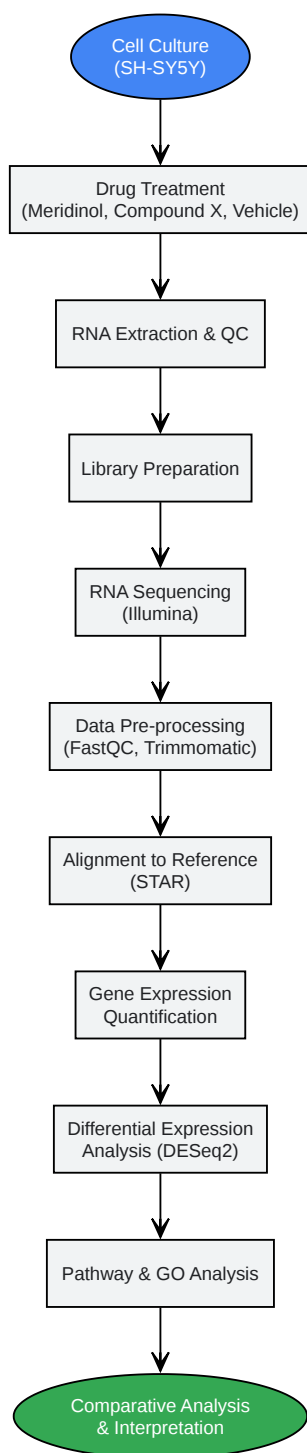 Cell Culture
(SH-SY5Y)
Drug Treatment
(Meridinol, Compound X, Vehicle)
RNA Extraction & QC
Library Preparation
RNA Sequencing
(Illumina)
Data Pre-processing
(FastQC, Trimmomatic)
Alignment to Reference
(STAR)
Gene Expression
Quantification
Differential Expression
Analysis (DESeq2)
Pathway & GO Analysis
Comparative Analysis
& Interpretation